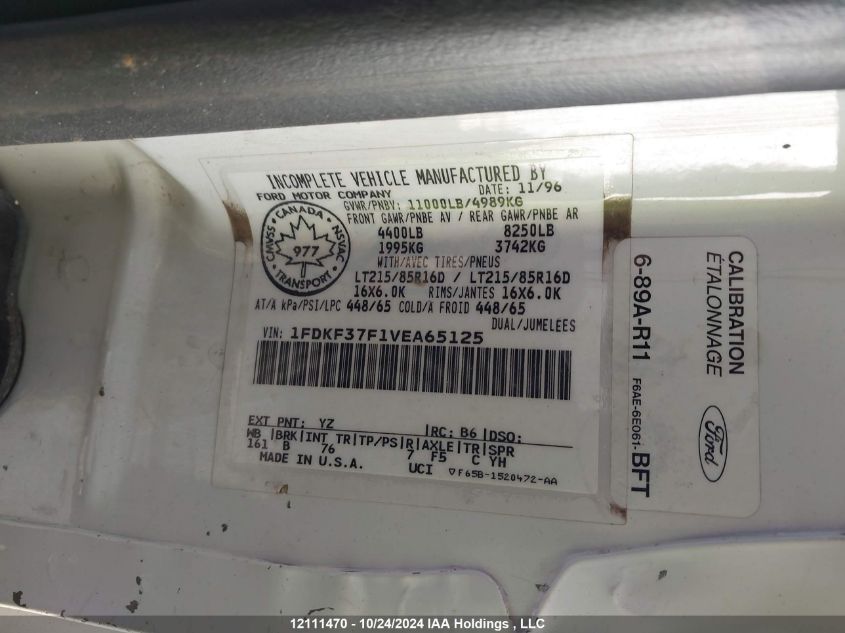 INCOMPLETE VEHICLE MANUFACTURED BY
FORD MOTOR COMPANY DATE: 11/96
GVWR/PNBV: 11000LB/4989KG
FRONT GAWR/PNBE AV / REAR GAWR/PNBE AR
4400LB 8250LB
1995KG 3742KG
WITH/AVEC TIRES/PNEUS
LT215/85R16D / LT215/85R16D
16X6.0K RIMS/JANTES 16X6.0K
AT/A kPa/PSI/LPC 448/65 COLD/A FROID 448/65
DUAL/JUMELEES
CANADA
CMVSS NSVAC
977
TRANSPORT
VIN: 1FDKF37F1VEA65125
EXT PNT: YZ |RC: B6 |DSO:
WB |BRK|INT TR|TP/PS|R|AXLE|TR|SPR
161 B 76 7 F5 C YH
MADE IN U.S.A. UCI ▽F65B-1520472-AA
CALIBRATION
ÉTALONNAGE
6-89A-R11 F6AE-6E061- BFT
Ford
12111470 - 10/24/2024 IAA Holdings , LLC